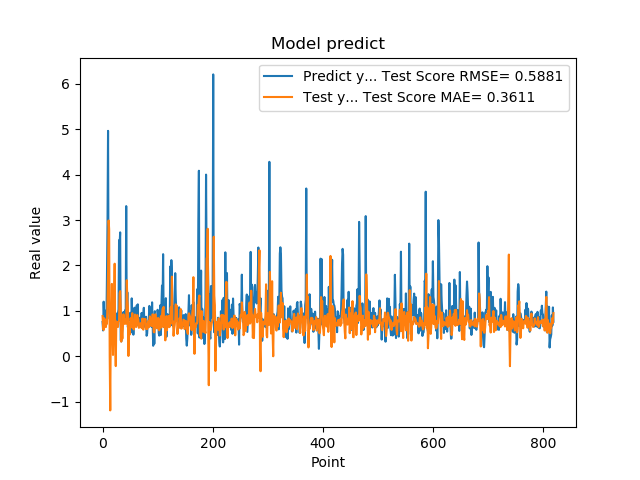 Model predict
Predict y... Test Score RMSE= 0.5881
Test y... Test Score MAE= 0.3611
Real value
6
5
4
3
2
1
0
−1
0 200 400 600 800
Point